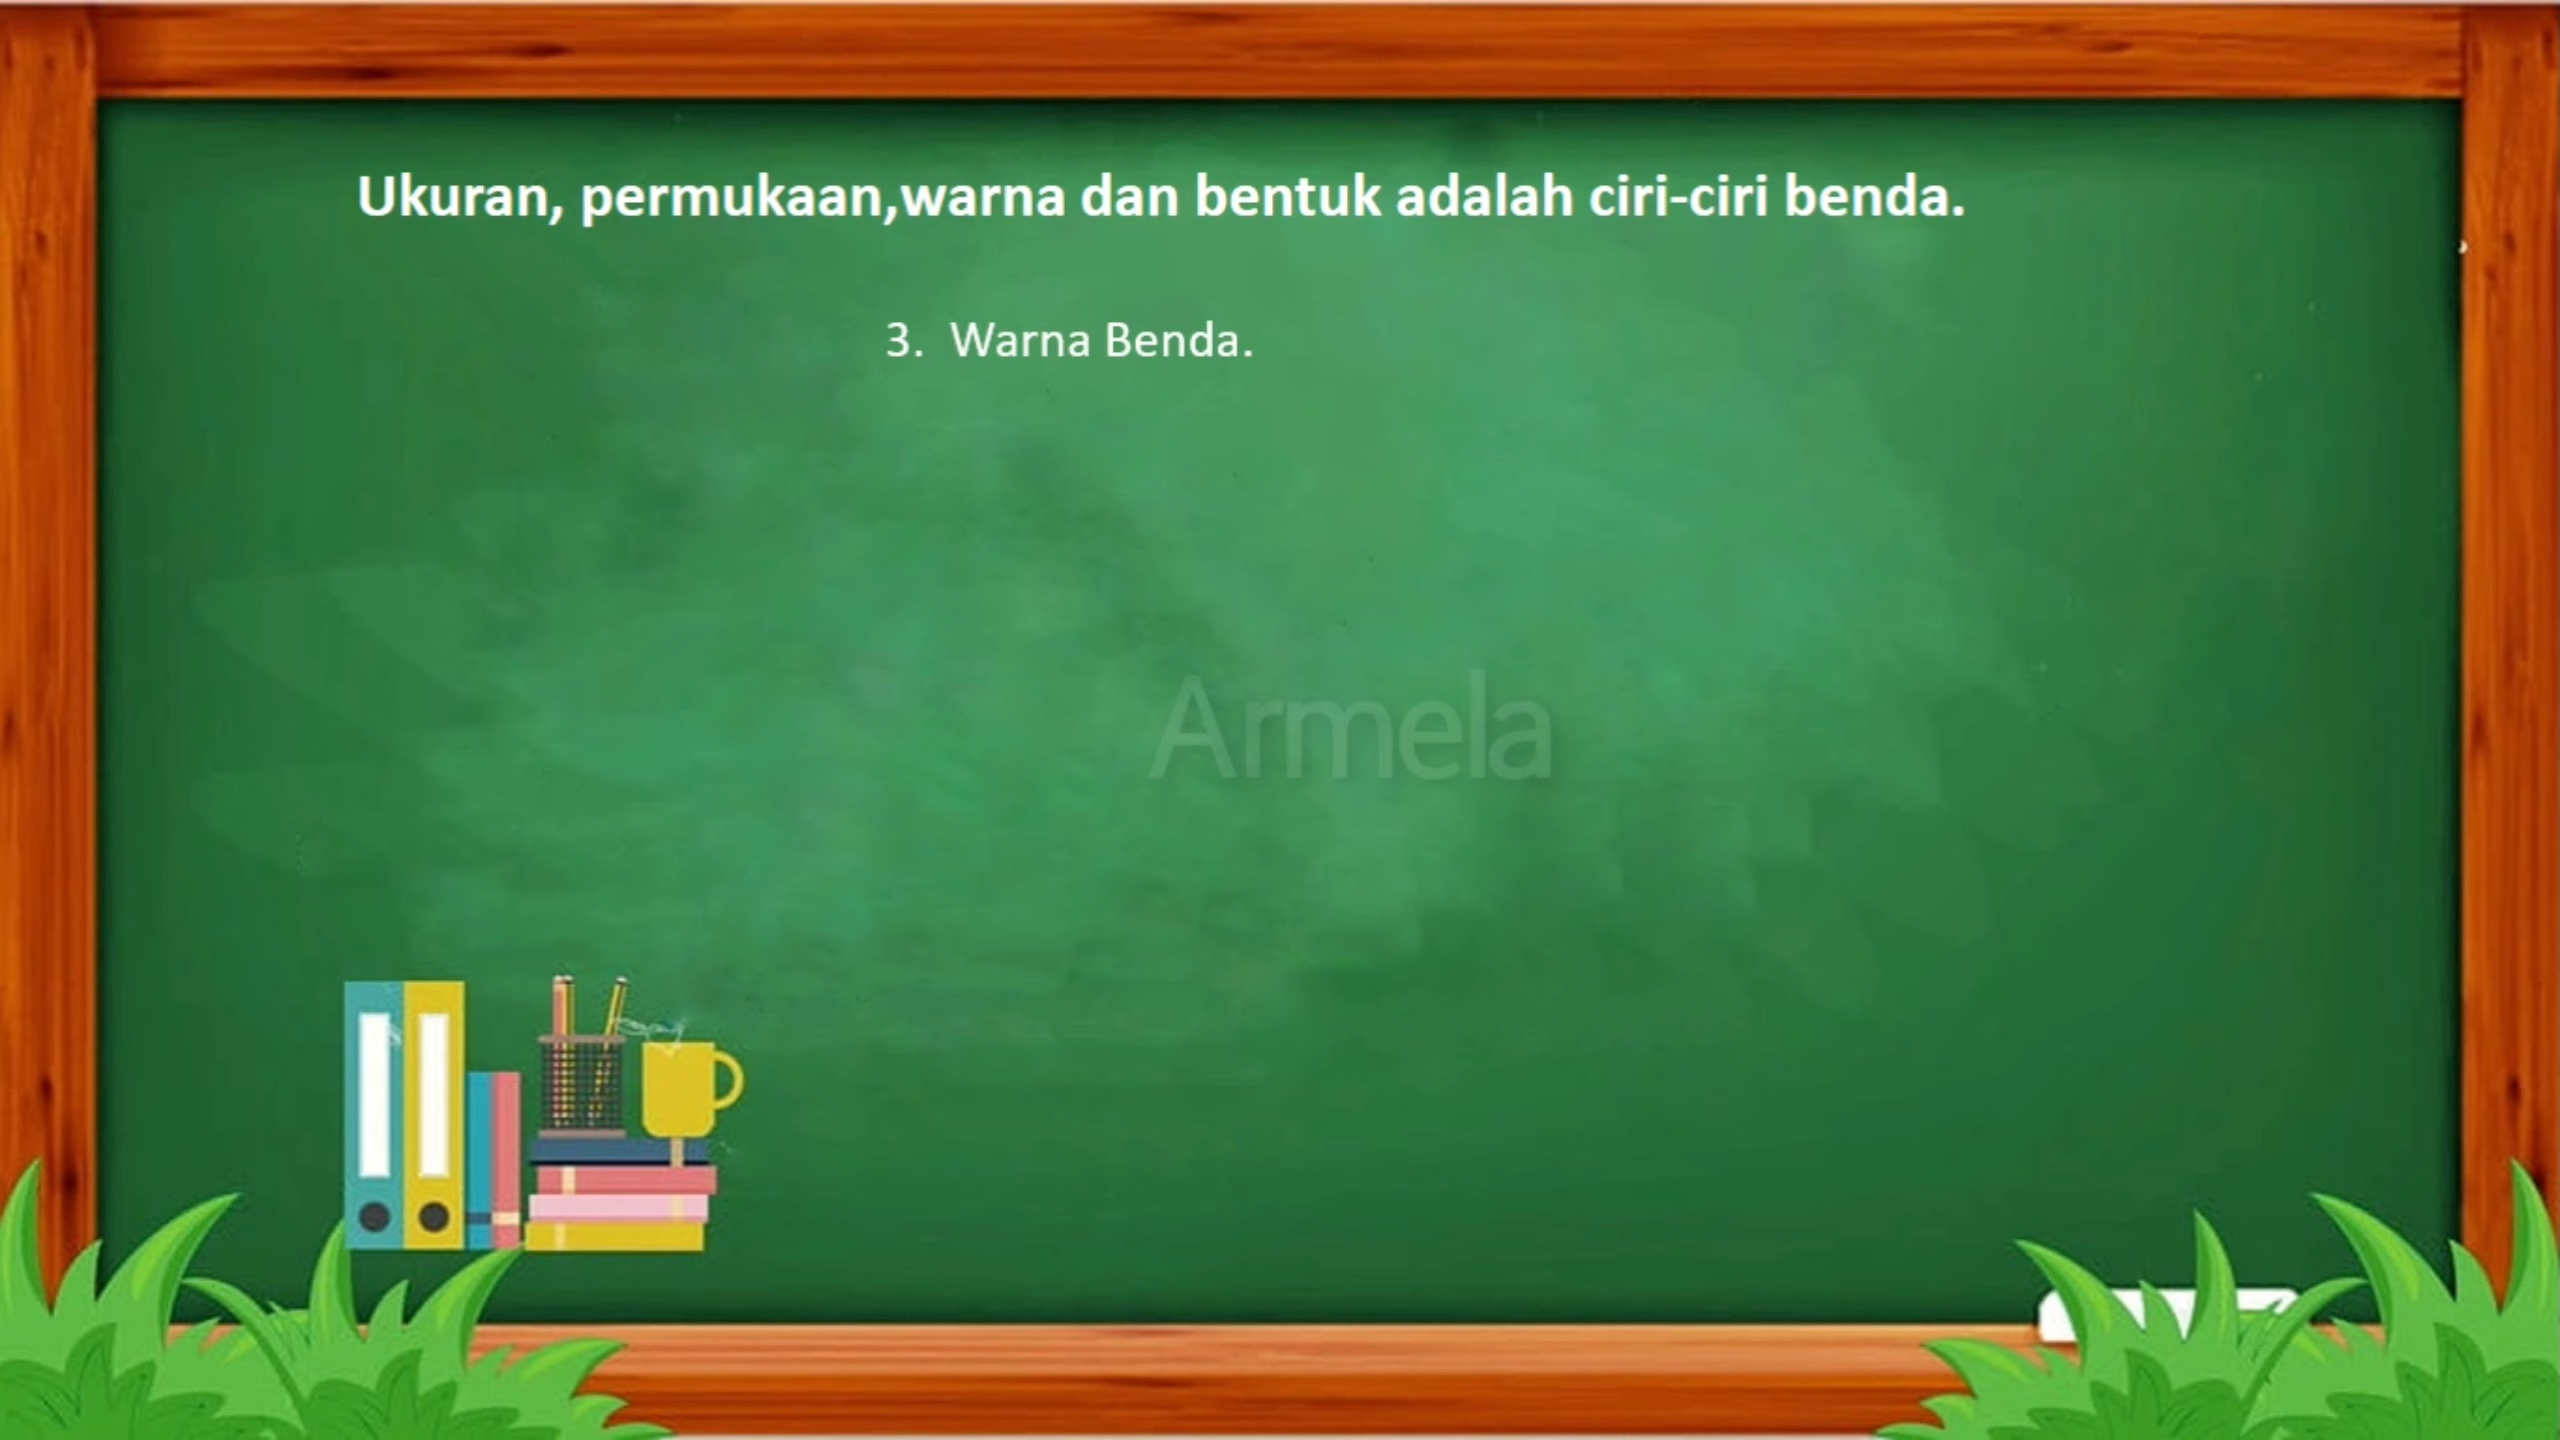 Ukuran, permukaan,warna dan bentuk adalah ciri-ciri benda.
3. Warna Benda.
Armela